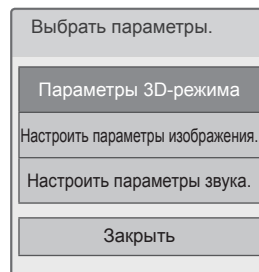 Выбрать параметры.
Параметры 3D-режима
Настроить параметры изображения.
Настроить параметры звука.
Закрыть